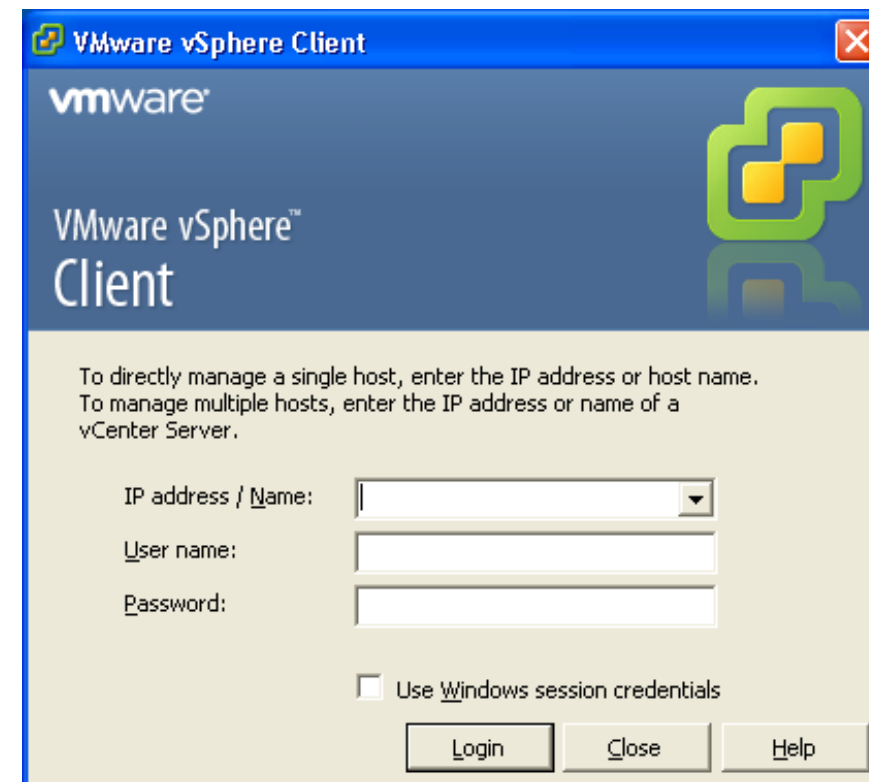 VMware vSphere Client
vmware®
VMware vSphere™
Client
To directly manage a single host, enter the IP address or host name.
To manage multiple hosts, enter the IP address or name of a
vCenter Server.
IP address / Name:
User name:
Password:
Use Windows session credentials
Login Close Help